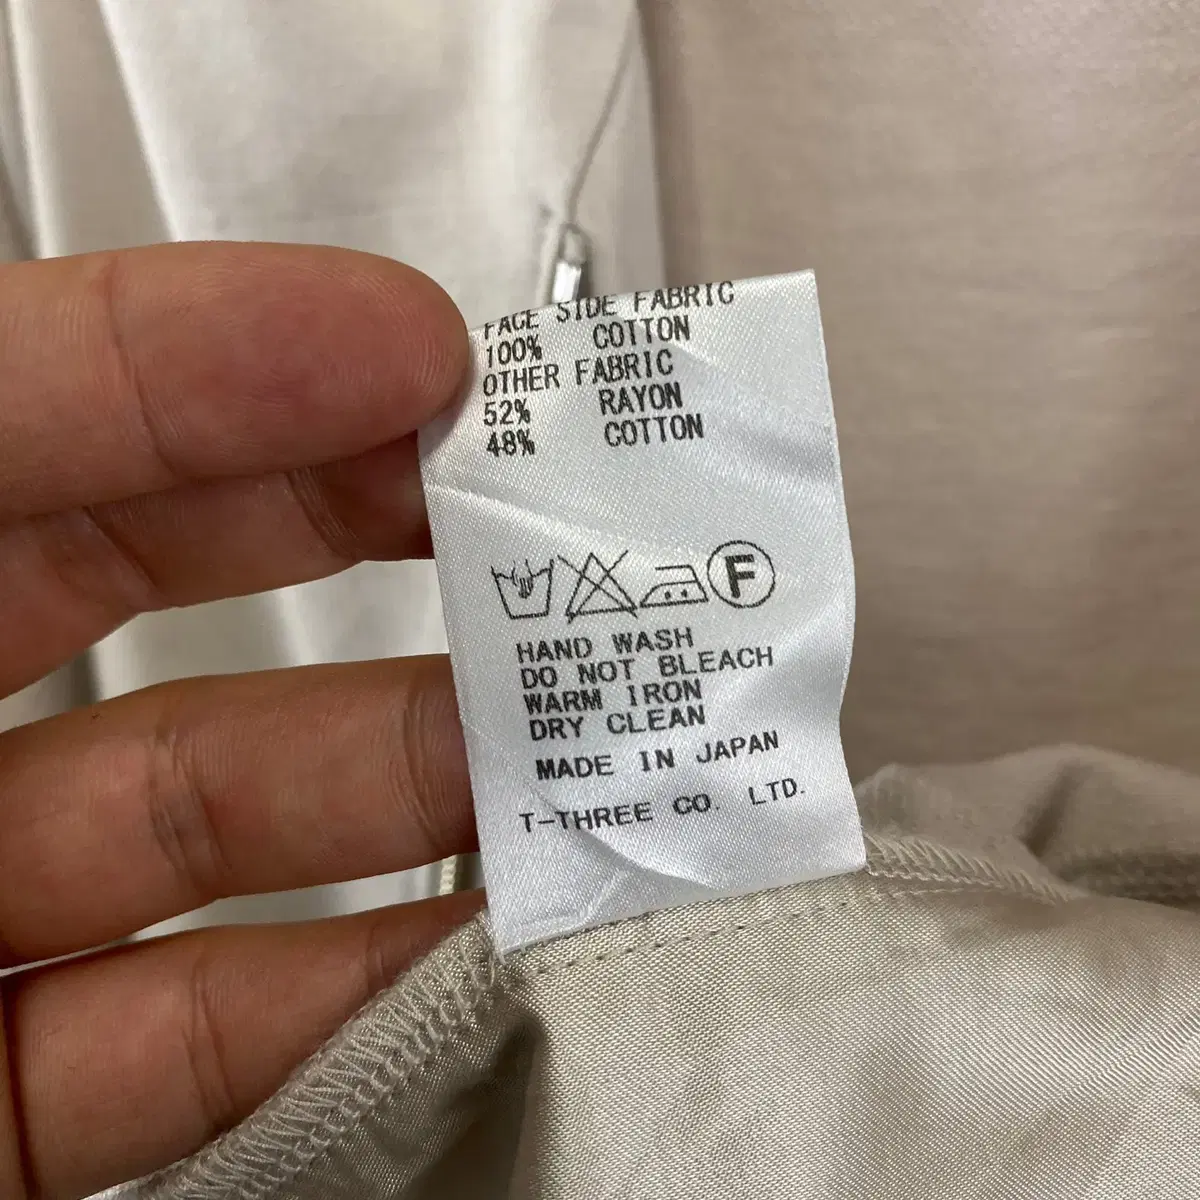 FACE SIDE FABRIC
100% COTTON
OTHER FABRIC
52% RAYON
48% COTTON
F
HAND WASH
DO NOT BLEACH
WARM IRON
DRY CLEAN
MADE IN JAPAN
T-THREE CO. LTD.